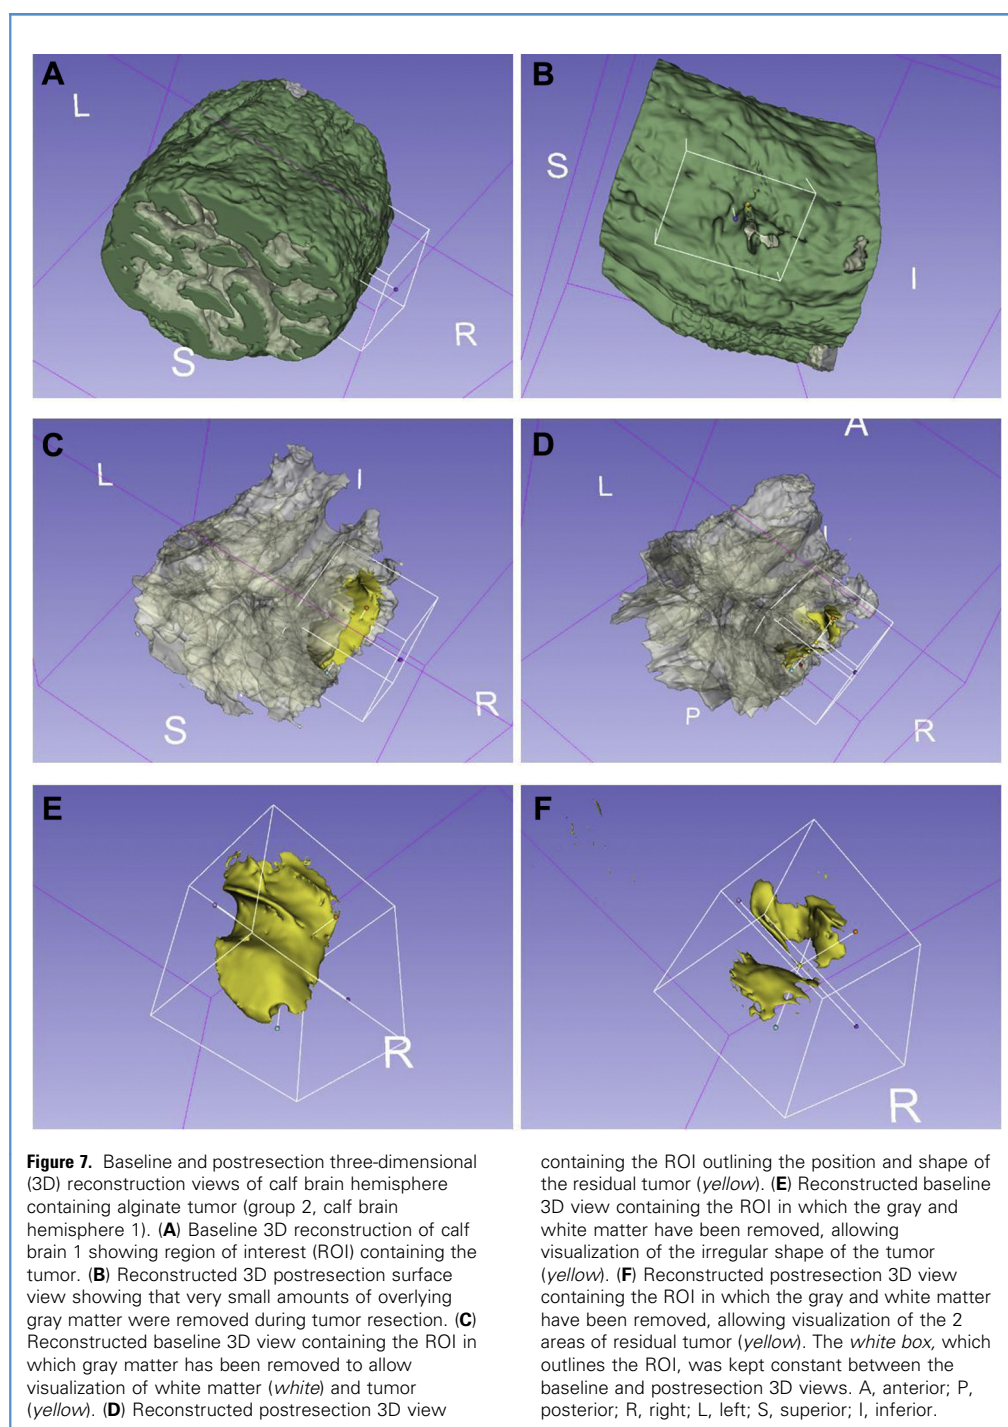 A
L
S
R
B
S
I
C
L
I
S
R
D
A
L
I
P
R
E
R
F
R
Figure 7. Baseline and postresection three-dimensional
(3D) reconstruction views of calf brain hemisphere
containing alginate tumor (group 2, calf brain
hemisphere 1). (A) Baseline 3D reconstruction of calf
brain 1 showing region of interest (ROI) containing the
tumor. (B) Reconstructed 3D postresection surface
view showing that very small amounts of overlying
gray matter were removed during tumor resection. (C)
Reconstructed baseline 3D view containing the ROI in
which gray matter has been removed to allow
visualization of white matter (white) and tumor
(yellow). (D) Reconstructed postresection 3D view
containing the ROI outlining the position and shape of
the residual tumor (yellow). (E) Reconstructed baseline
3D view containing the ROI in which the gray and
white matter have been removed, allowing
visualization of the irregular shape of the tumor
(yellow). (F) Reconstructed postresection 3D view
containing the ROI in which the gray and white matter
have been removed, allowing visualization of the 2
areas of residual tumor (yellow). The white box, which
outlines the ROI, was kept constant between the
baseline and postresection 3D views. A, anterior; P,
posterior; R, right; L, left; S, superior; I, inferior.